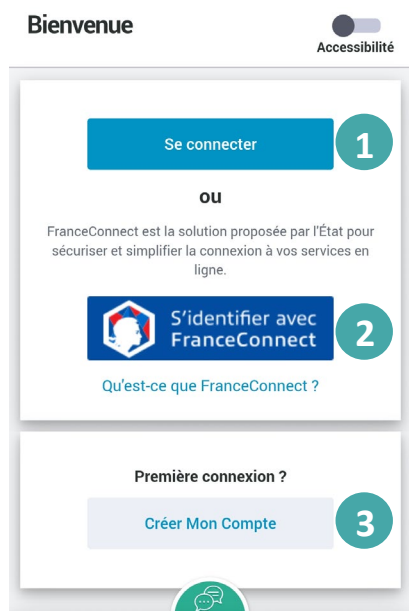 Bienvenue
Accessibilité
Se connecter
1
ou
FranceConnect est la solution proposée par l'État pour
sécuriser et simplifier la connexion à vos services en
ligne.
S'identifier avec
FranceConnect
2
Qu'est-ce que FranceConnect ?
Première connexion ?
Créer Mon Compte
3